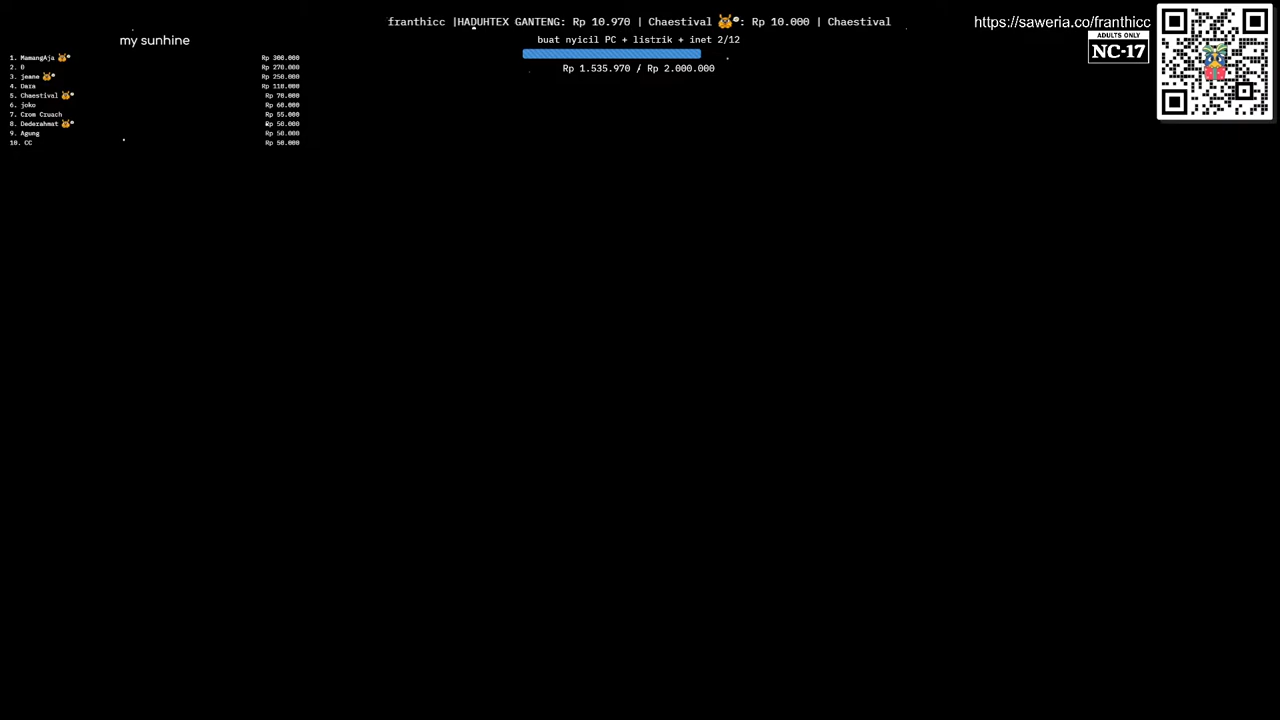 franthicc |HADUHTEX GANTENG: Rp 10.970 | Chaestival : Rp 10.000 | Chaestival
https://saweria.co/franthicc
ADULTS ONLY
NC-17
my sunhine
buat nyicil PC + listrik + inet 2/12
Rp 1.535.970 / Rp 2.000.000
1. MamangAja Rp 300.000
2. 0 Rp 270.000
3. jeane Rp 250.000
4. Dara Rp 110.000
5. Chaestival Rp 70.000
6. joko Rp 60.000
7. Crom Cruach Rp 55.000
8. Dederahmat Rp 50.000
9. Agung Rp 50.000
10. CC Rp 50.000